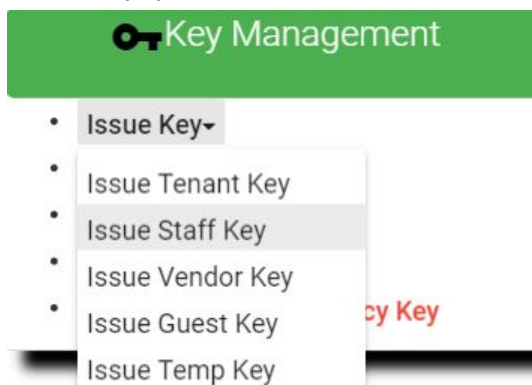 Key Management
Issue Key
Issue Tenant Key
Issue Staff Key
Issue Vendor Key
Issue Guest Key
cy Key
Issue Temp Key